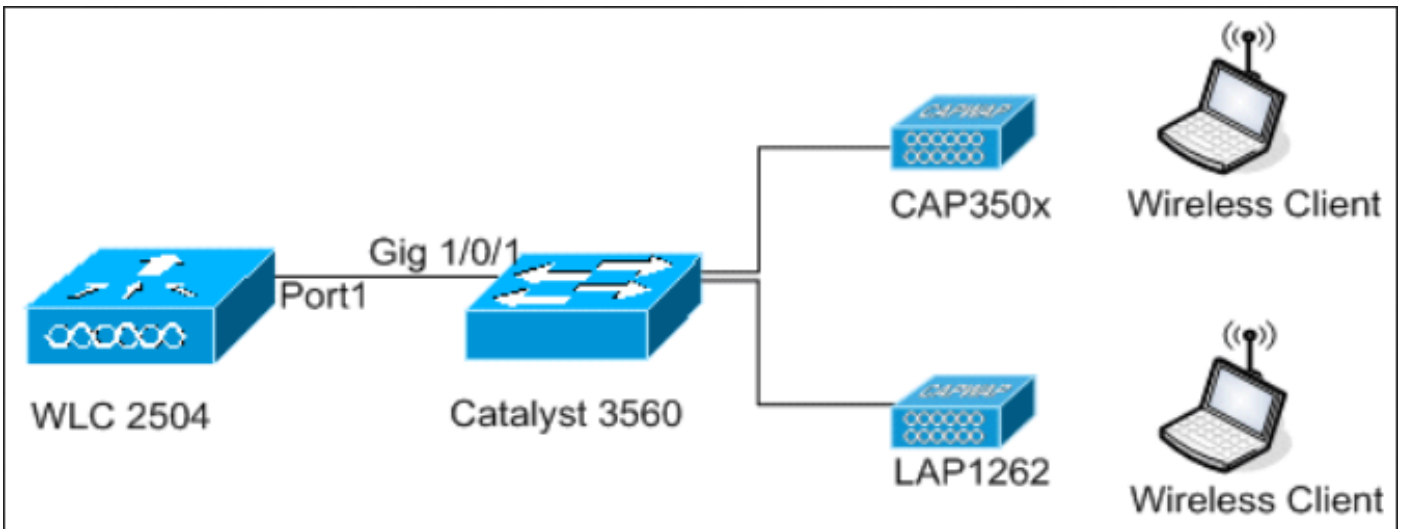 CAPWAP
CAP350x
Wireless Client
Gig 1/0/1
Port1
WLC 2504
Catalyst 3560
CAPWAP
LAP1262
Wireless Client